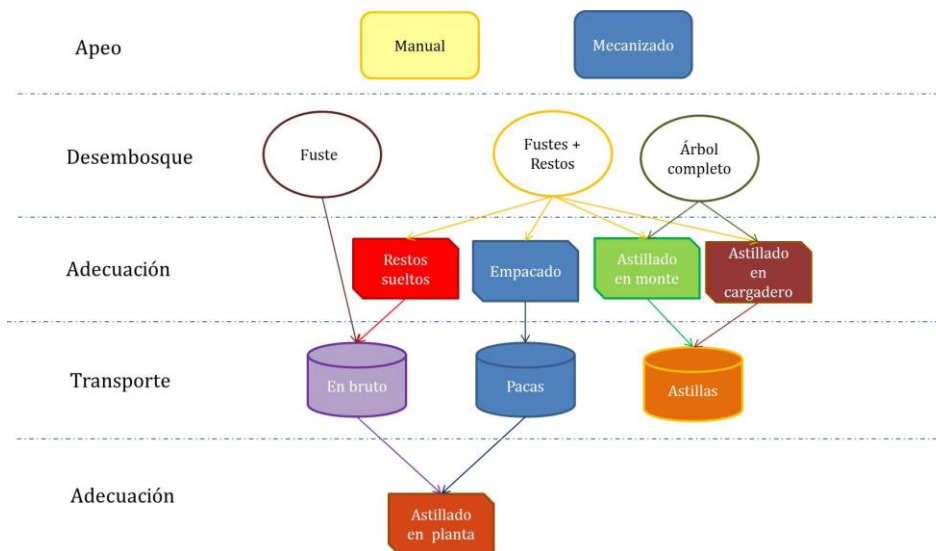 Apeo
Manual
Mecanizado
Desembosque
Fuste
Fustes +
Restos
Árbol
completo
Adecuación
Restos
sueltos
Empacado
Astillado
en monte
Astillado
en
cargadero
Transporte
En bruto
Pacas
Astillas
Adecuación
Astillado
en planta